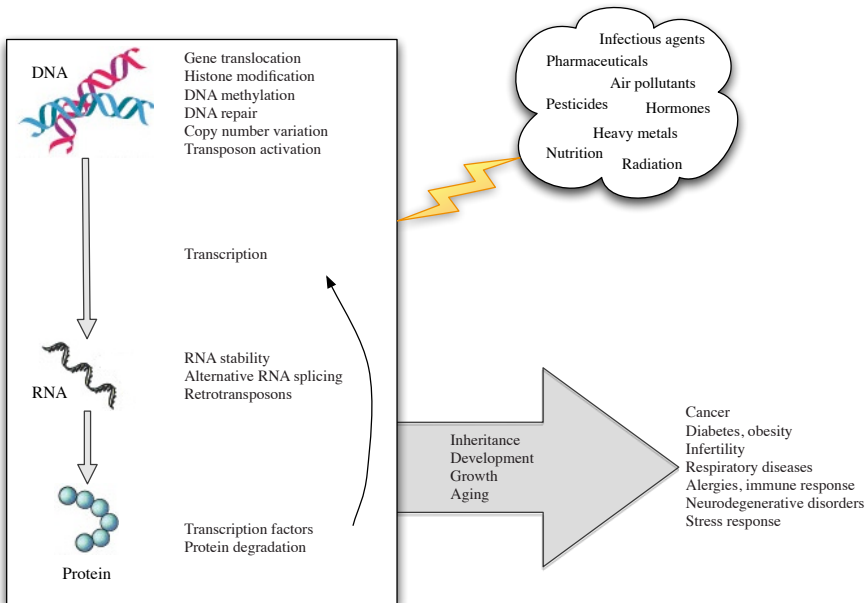 DNA
Gene translocation
Histone modification
DNA methylation
DNA repair
Copy number variation
Transposon activation
Transcription
RNA
RNA stability
Alternative RNA splicing
Retrotransposons
Transcription factors
Protein degradation
Protein
Infectious agents
Pharmaceuticals
Air pollutants
Pesticides
Hormones
Heavy metals
Nutrition
Radiation
Inheritance
Development
Growth
Aging
Cancer
Diabetes, obesity
Infertility
Respiratory diseases
Alergies, immune response
Neurodegenerative disorders
Stress response